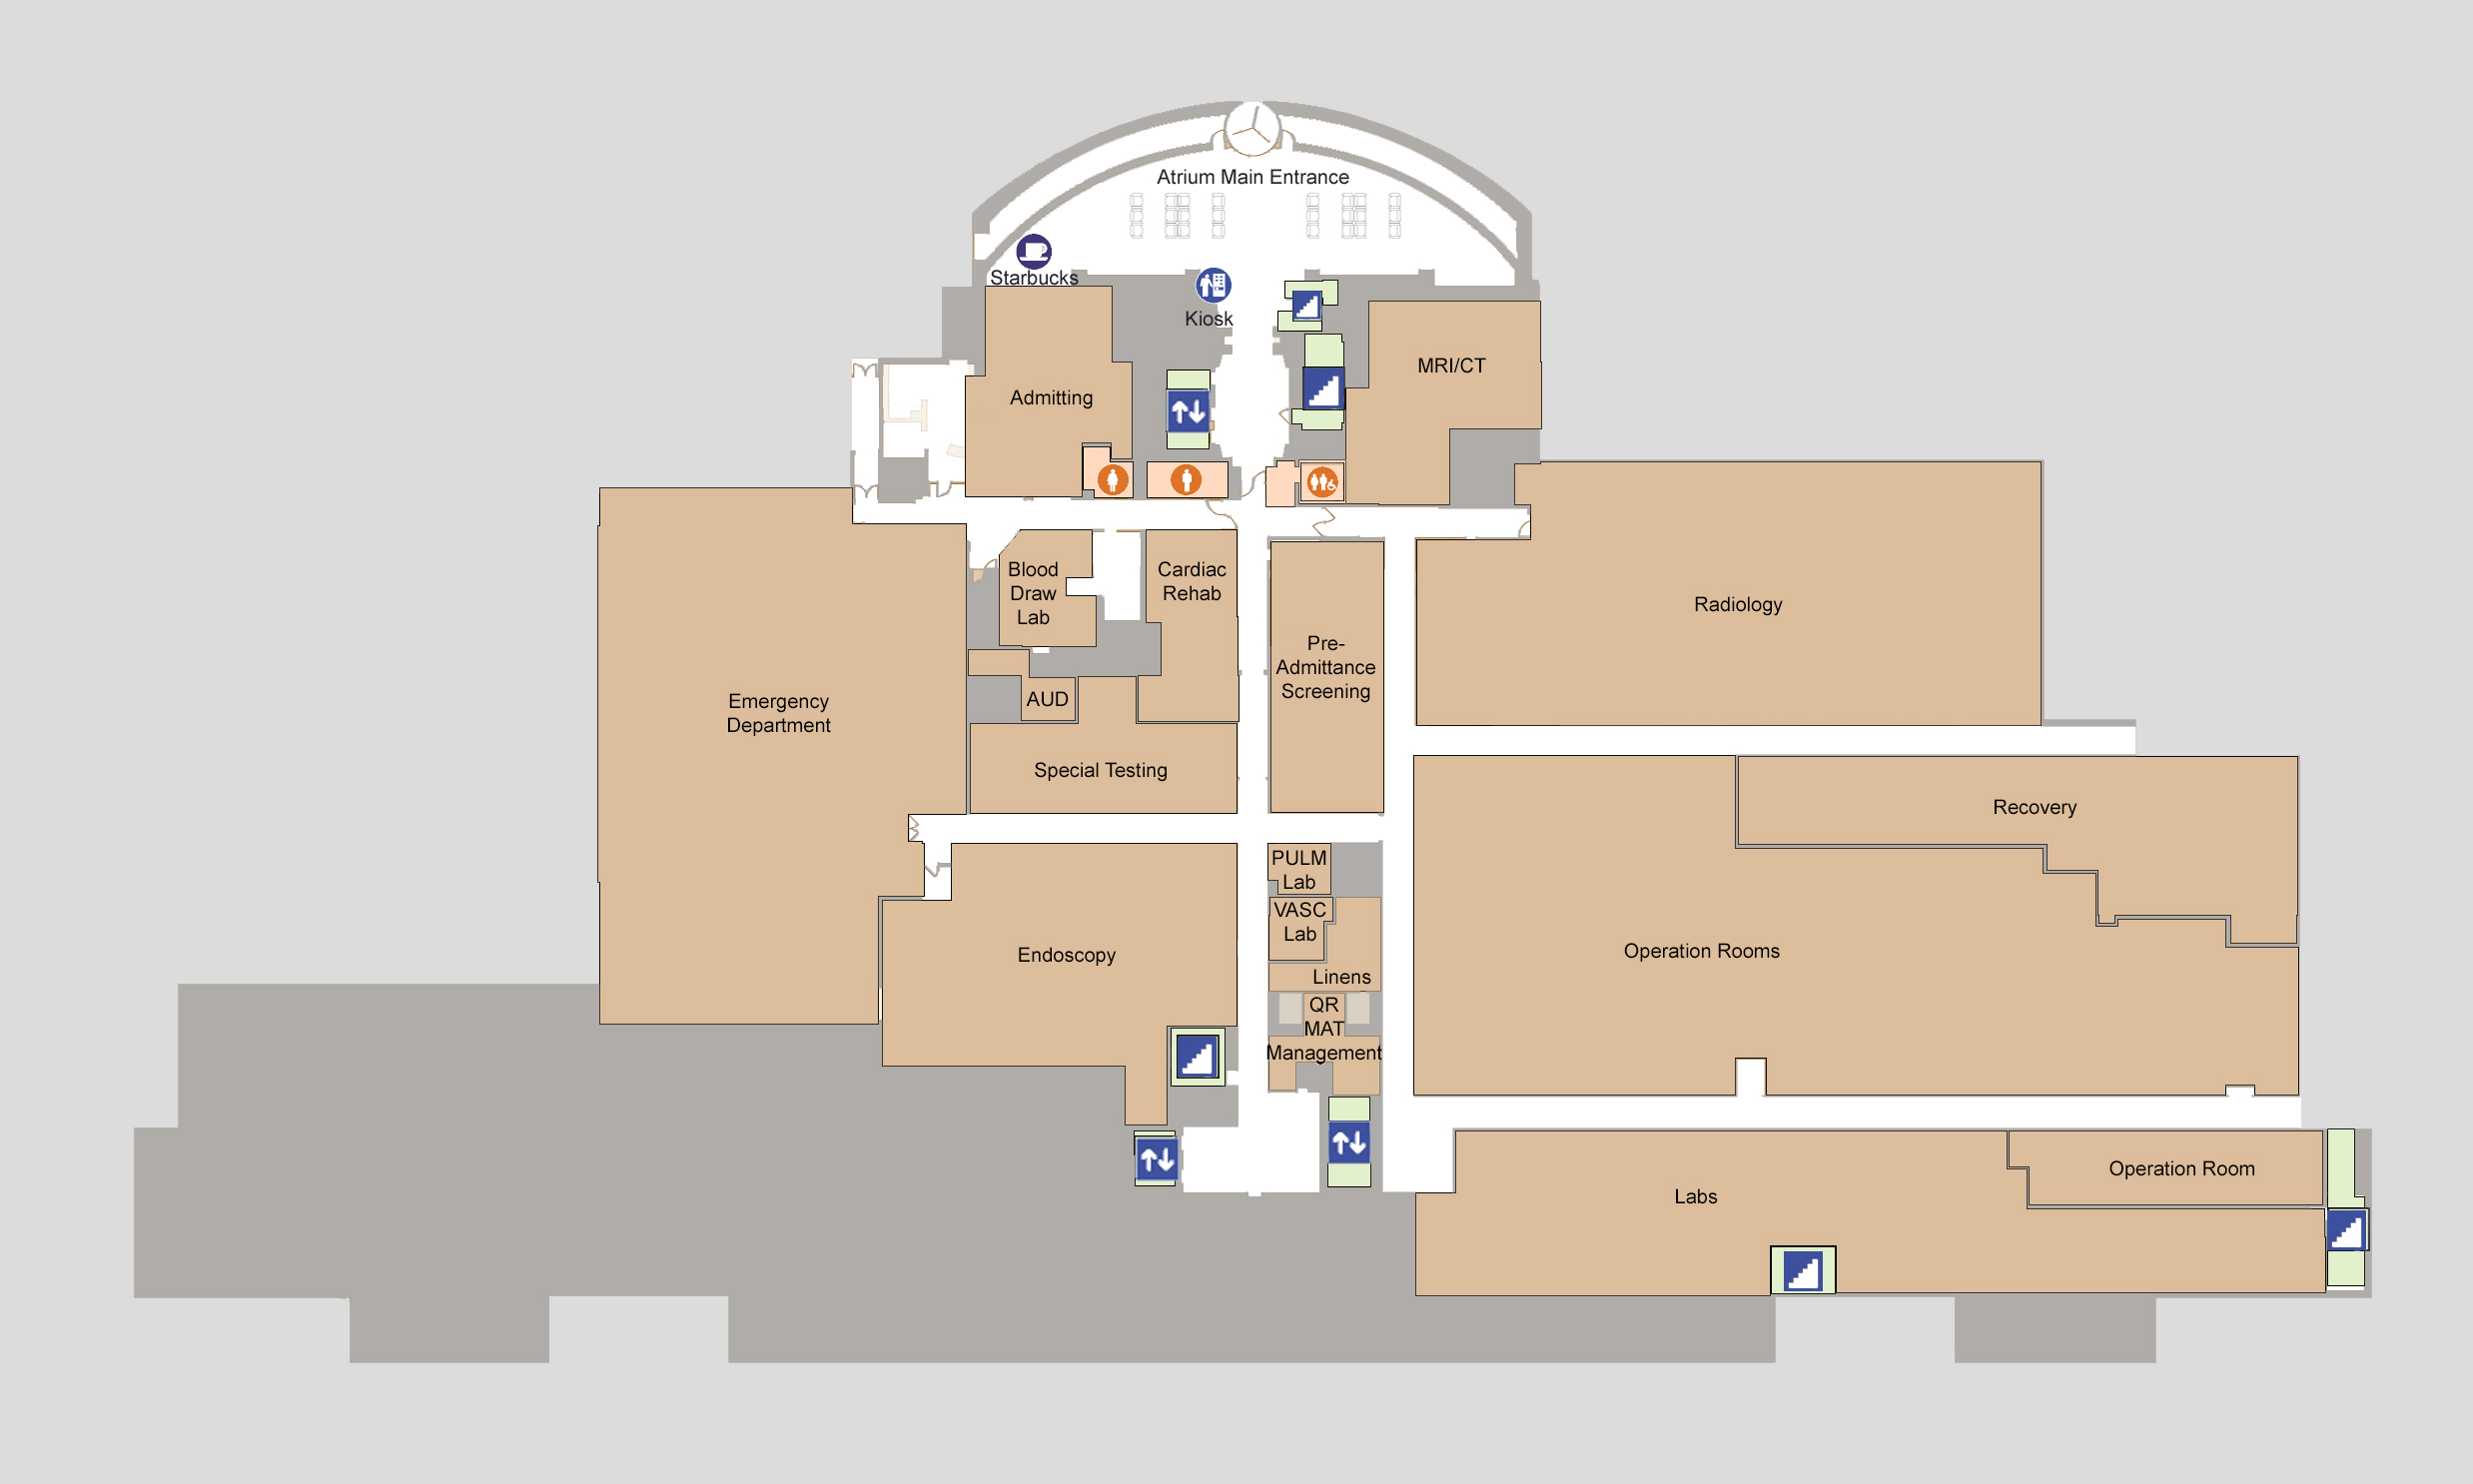 Atrium Main Entrance
Starbucks
Kiosk
MRI/CT
Admitting
Blood
Draw
Lab
Cardiac
Rehab
Radiology
Pre-
Admittance
Screening
AUD
Emergency
Department
Special Testing
Recovery
PULM
Lab
VASC
Lab
Operation Rooms
Endoscopy
Linens
QR
MAT
Management
Operation Room
Labs